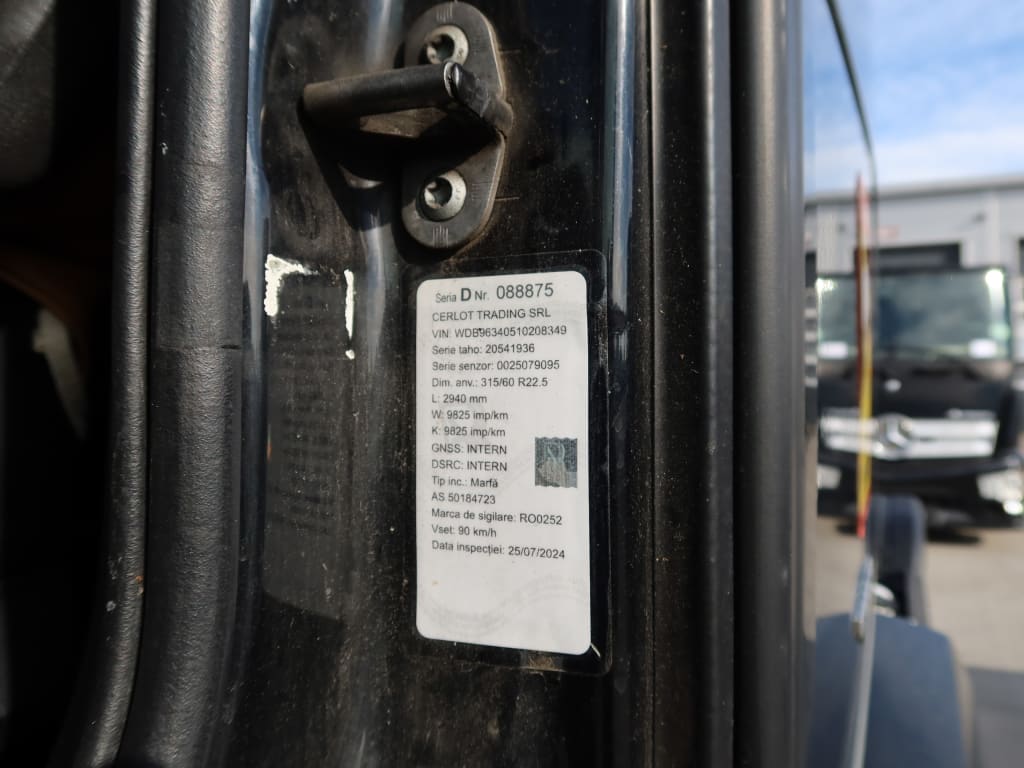 Seria D Nr. 088875
CERLOT TRADING SRL
VIN: WDB96340510208349
Serie taho: 20541936
Serie senzor: 0025079095
Dim. anv.: 315/60 R22.5
L: 2940 mm
W: 9825 imp/km
K: 9825 imp/km
GNSS: INTERN
DSRC: INTERN
Tip inc.: Marfă
AS 50184723
Marca de sigilare: RO0252
Vset: 90 km/h
Data inspecției: 25/07/2024